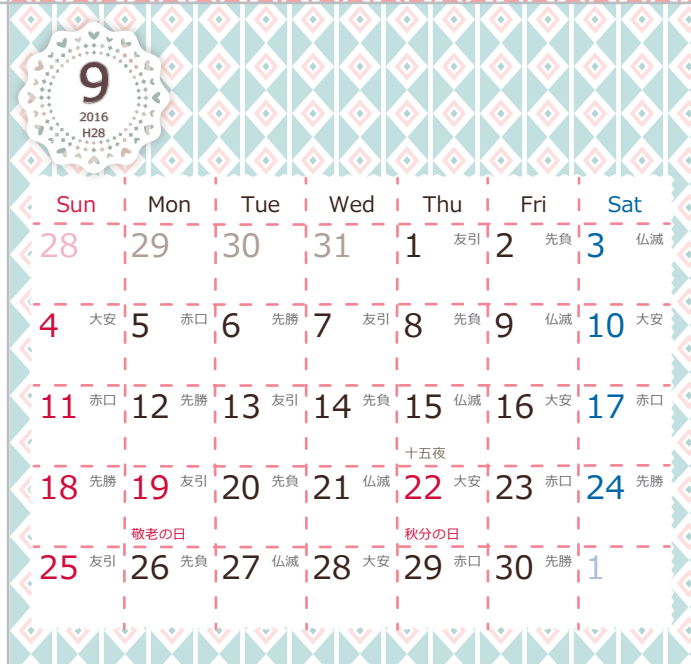 9
2016
H28
Sun Mon Tue Wed Thu Fri Sat
28 29 30 31 1 友引 2 先負 3 仏滅
4 大安 5 赤口 6 先勝 7 友引 8 先負 9 仏滅 10 大安
11 赤口 12 先勝 13 友引 14 先負 15 仏滅 16 大安 17 赤口
十五夜
18 先勝 19 友引 20 先負 21 仏滅 22 大安 23 赤口 24 先勝
敬老の日 秋分の日
25 友引 26 先負 27 仏滅 28 大安 29 赤口 30 先勝 1